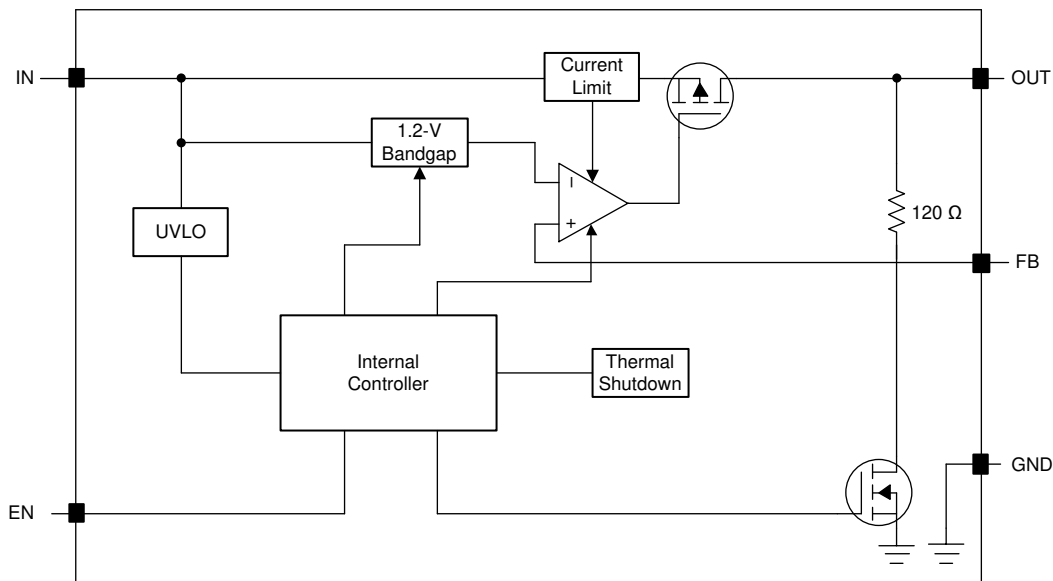 IN
Current
Limit
OUT
1.2-V
Bandgap
–
+
120 Ω
UVLO
FB
Internal
Controller
Thermal
Shutdown
GND
EN